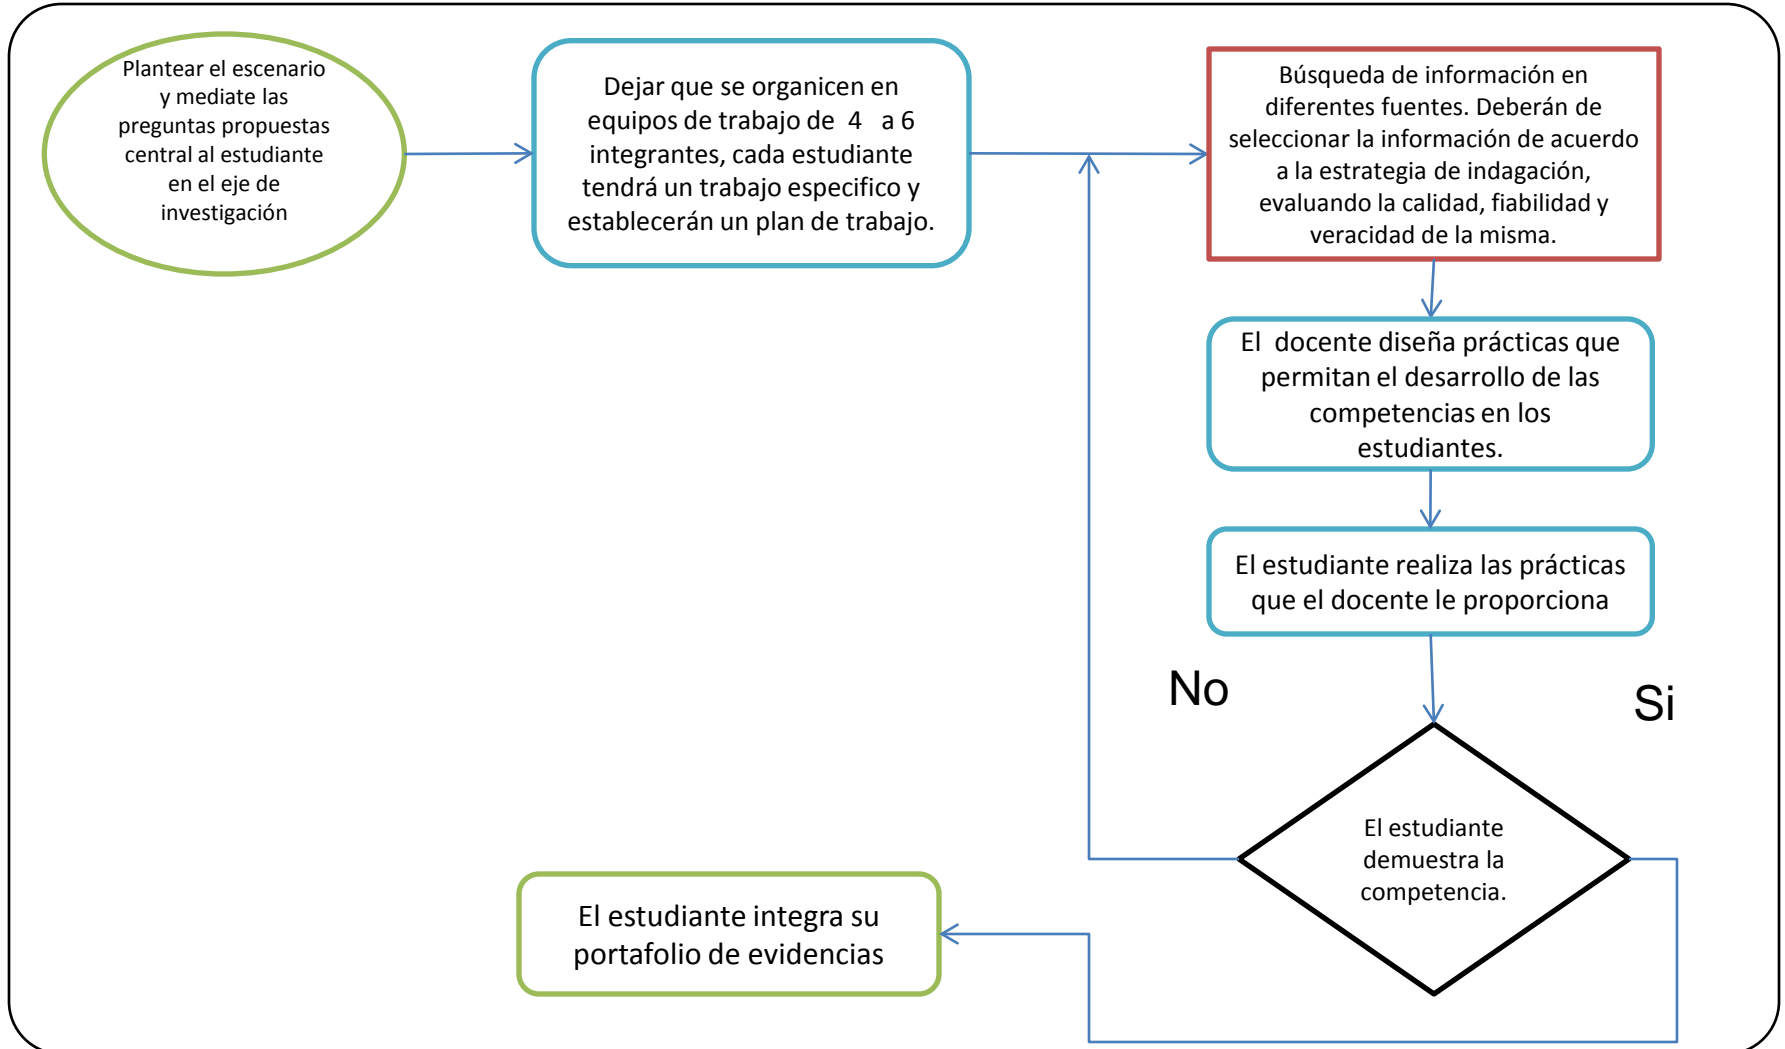 Plantear el escenario
y mediate las
preguntas propuestas
central al estudiante
en el eje de
investigación
Dejar que se organicen en
equipos de trabajo de 4 a 6
integrantes, cada estudiante
tendrá un trabajo especifico y
establecerán un plan de trabajo.
Búsqueda de información en
diferentes fuentes. Deberán de
seleccionar la información de acuerdo
a la estrategia de indagación,
evaluando la calidad, fiabilidad y
veracidad de la misma.
El docente diseña prácticas que
permitan el desarrollo de las
competencias en los
estudiantes.
El estudiante realiza las prácticas
que el docente le proporciona
No
Si
El estudiante
demuestra la
competencia.
El estudiante integra su
portafolio de evidencias